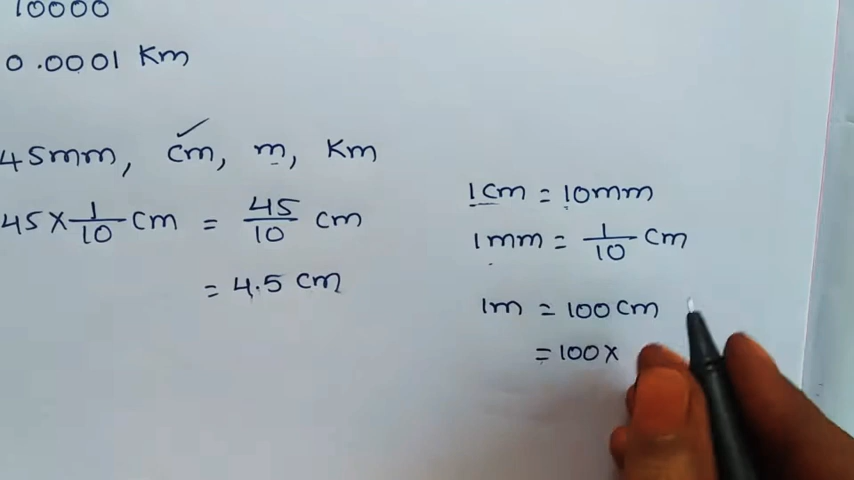 10000
0.0001 Km
45mm, cm, m, Km
45 × 1/10 cm = 45/10 cm
= 4.5 cm
1cm = 10mm
1mm = 1/10 cm
1m = 100cm
= 100×